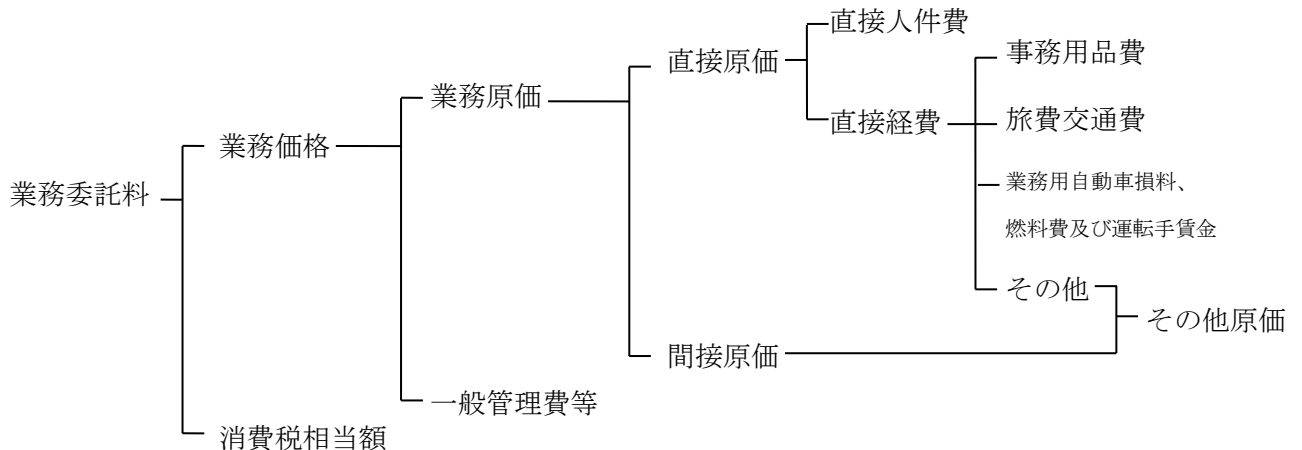 直接人件費
事務用品費
直接原価
業務原価
直接経費
旅費交通費
業務価格
業務用自動車損料、
業務委託料
燃料費及び運転手賃金
その他
その他原価
間接原価
一般管理費等
消費税相当額